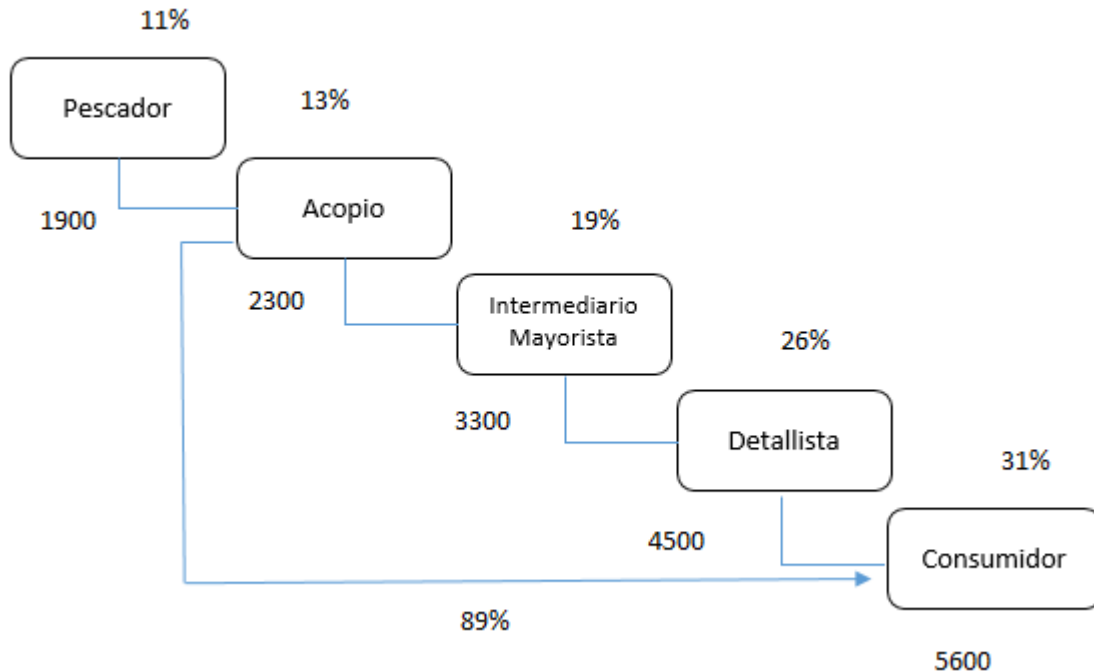 11%
Pescador
13%
1900
Acopio
19%
2300
Intermediario
Mayorista
26%
3300
Detallista
31%
4500
Consumidor
89%
5600